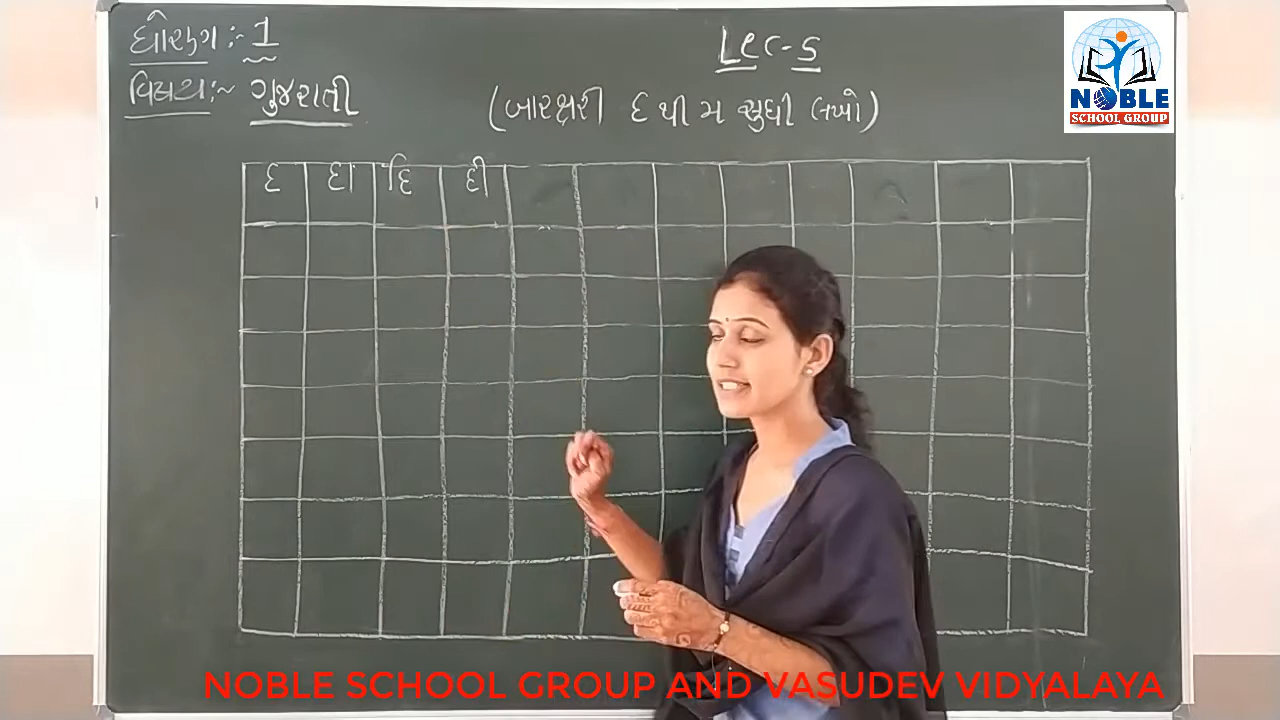 ધોરણ :- 1
Lec-5
વિષય :~ ગુજરાતી
(બારક્ષરી દ થી મ સુધી લખો)
NOBLE
SCHOOL GROUP
દ દા દિ દી
NOBLE SCHOOL GROUP AND VASUDEV VIDYALAYA